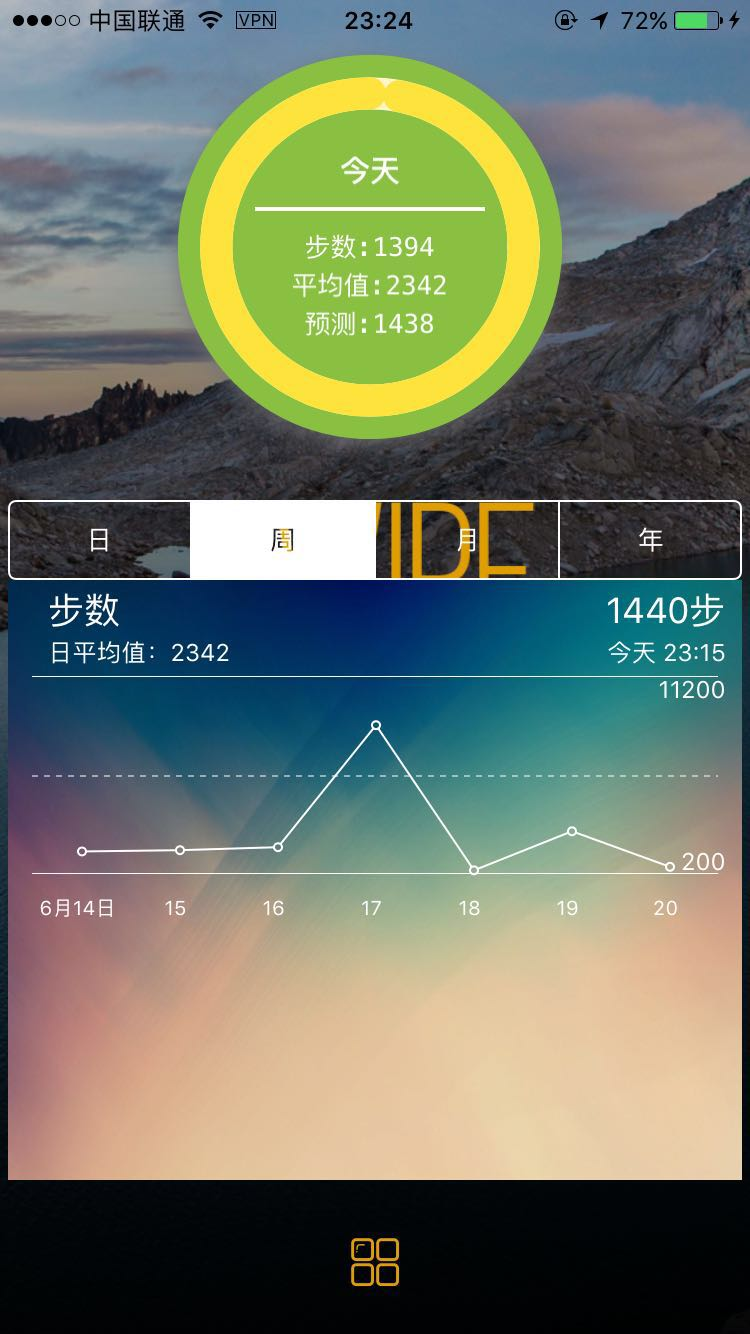 中国联通 VPN 23:24 72%
今天
步数:1394
平均值:2342
预测:1438
日 周 月 年
IDE
步数 1440步
日平均值：2342 今天 23:15
11200
200
6月14日 15 16 17 18 19 20